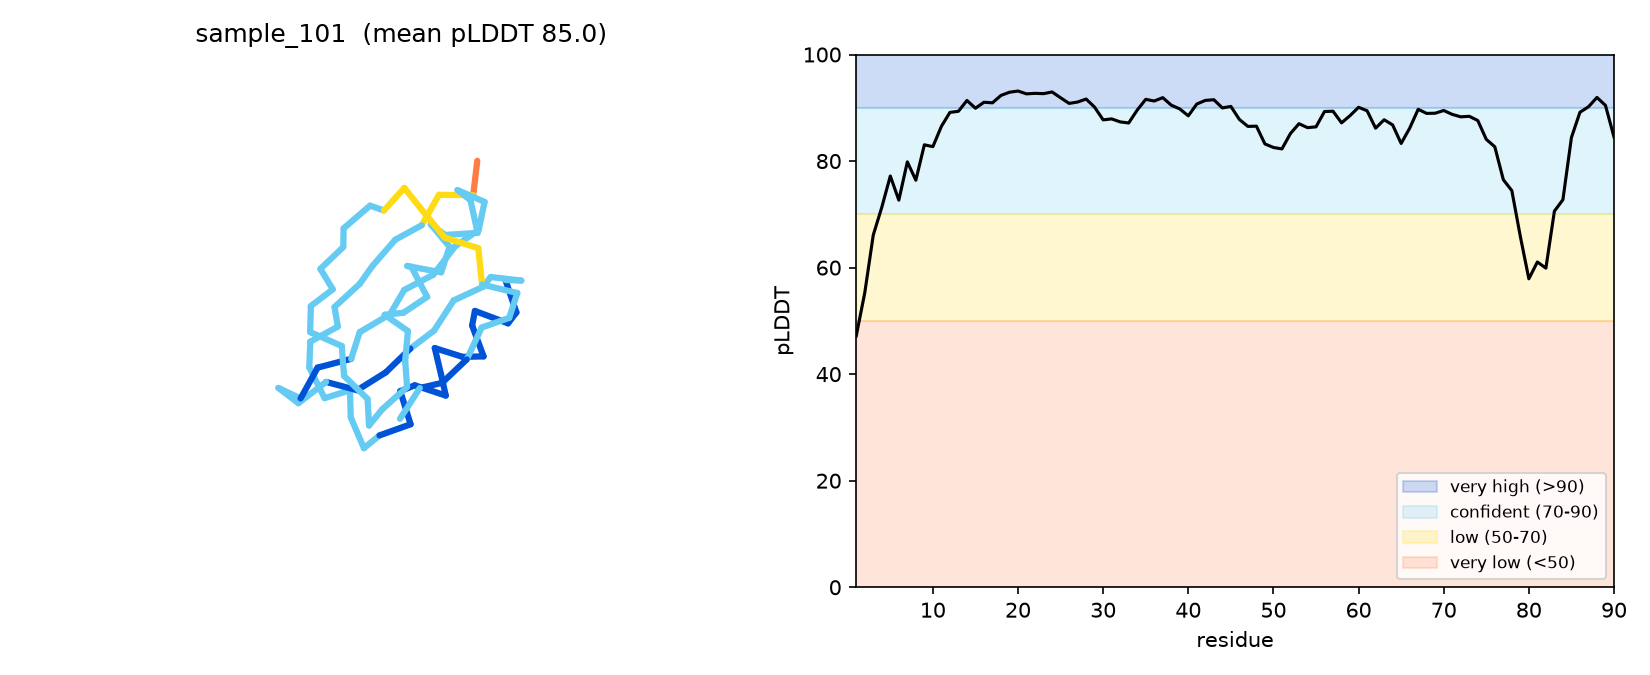 sample_101 (mean pLDDT 85.0)
100
80
60
40
20
0
pLDDT
10 20 30 40 50 60 70 80 90
residue
very high (>90)
confident (70-90)
low (50-70)
very low (<50)